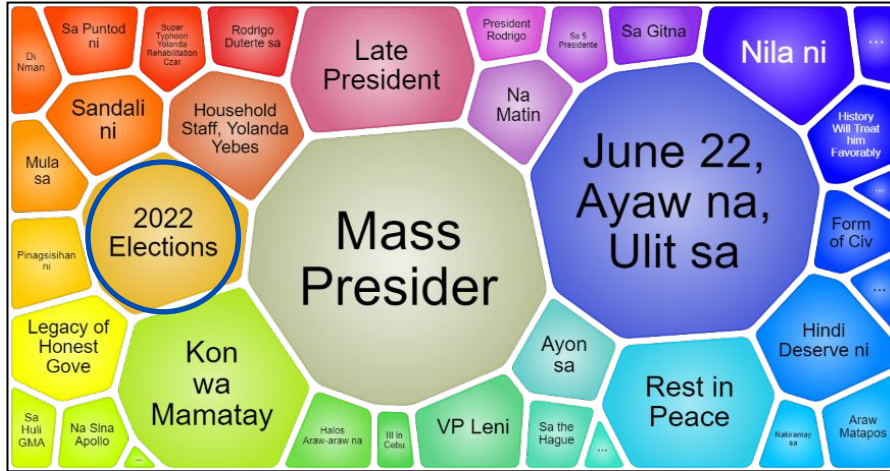 Di
Nman
Sa Puntod
ni
Super
Typhoon
Yolanda
Rehabilitation
Czar
Rodrigo
Duterte sa
Late
President
President
Rodrigo
Sa 5
Presidente
Sa Gitna
Nila ni
...
Sandali
ni
Household
Staff, Yolanda
Yebes
Na
Matin
June 22,
Ayaw na,
Ulit sa
History
Will Treat
him
Favorably
Mula
sa
2022
Elections
Mass
Presider
...
Form
of Civ
Pinagsisihan
ni
...
Legacy of
Honest
Gove
Kon
wa
Mamatay
Ayon
sa
Rest in
Peace
Hindi
Deserve ni
Sa
Huli
GMA
Na Sina
Apollo
...
Halos
Araw-araw na
Ill in
Cebu
VP Leni
Sa the
Hague
...
Nakiramay
sa
Araw
Matapos